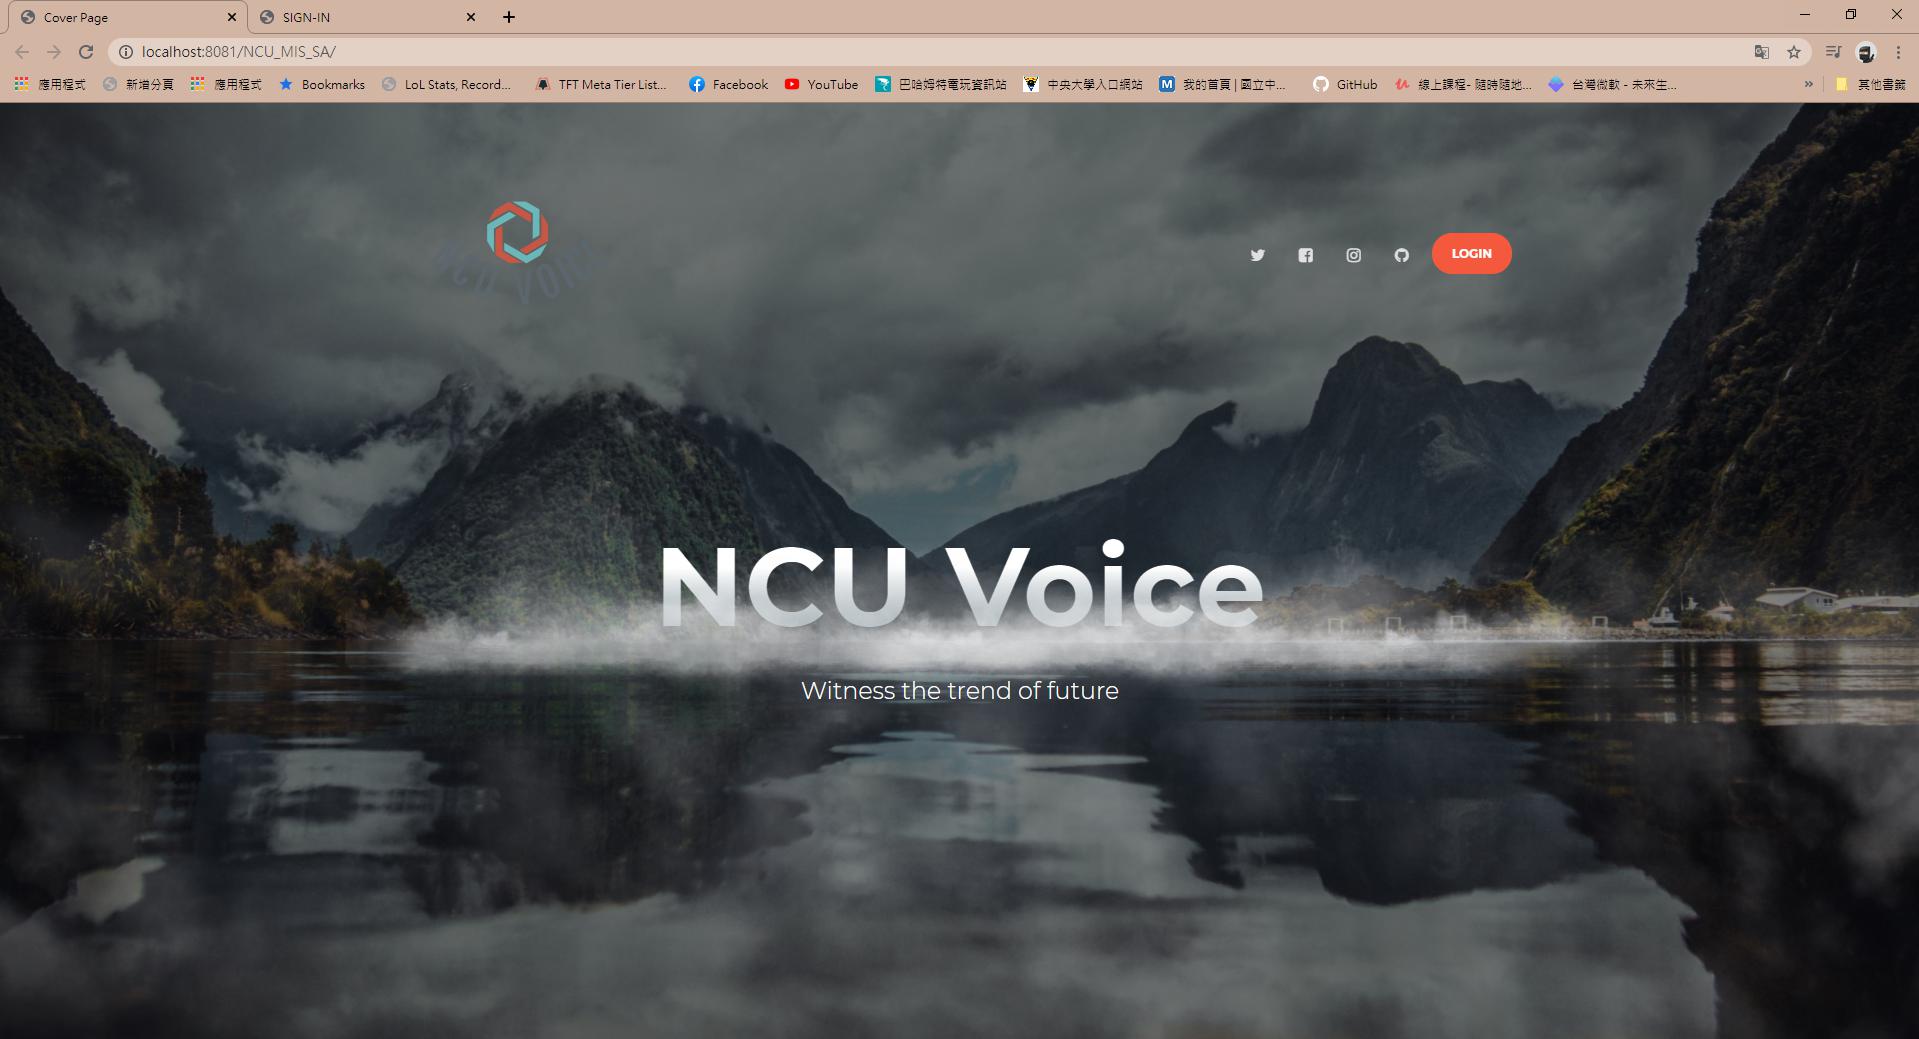 Cover Page
SIGN-IN
localhost:8081/NCU_MIS_SA/
應用程式 新增分頁 應用程式 Bookmarks LoL Stats, Record... TFT Meta Tier List... Facebook YouTube 巴哈姆特電玩資訊站 中央大學入口網站 我的首頁 | 國立中... GitHub 線上課程- 隨時隨地... 台灣微軟 - 未來生... » 其他書籤
NCU VOICE
LOGIN
NCU Voice
Witness the trend of future